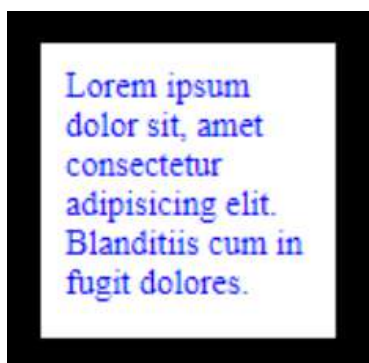 Lorem ipsum
dolor sit, amet
consectetur
adipisicing elit.
Blanditiis cum in
fugit dolores.